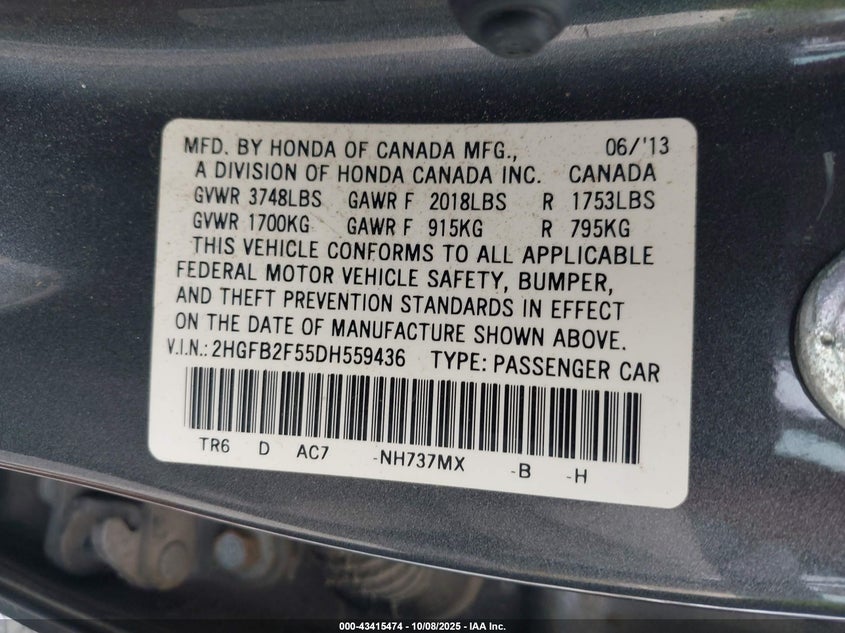 MFD. BY HONDA OF CANADA MFG., 06/'13
A DIVISION OF HONDA CANADA INC. CANADA
GVWR 3748LBS GAWR F 2018LBS R 1753LBS
GVWR 1700KG GAWR F 915KG R 795KG
THIS VEHICLE CONFORMS TO ALL APPLICABLE
FEDERAL MOTOR VEHICLE SAFETY, BUMPER,
AND THEFT PREVENTION STANDARDS IN EFFECT
ON THE DATE OF MANUFACTURE SHOWN ABOVE.
V.I.N.: 2HGFB2F55DH559436 TYPE: PASSENGER CAR
TR6 D AC7 -NH737MX -B -H
000-43415474 - 10/08/2025 - IAA Inc.